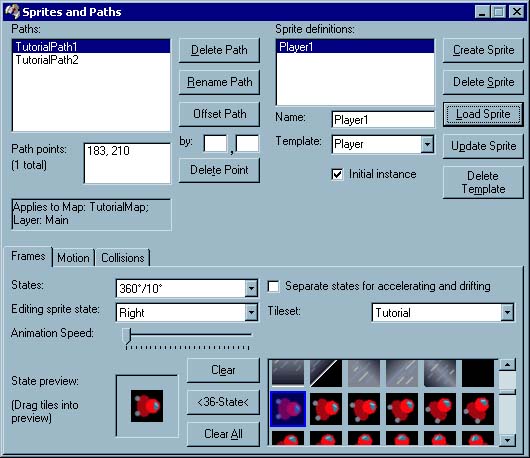 Sprites and Paths
Paths:
TutorialPath1
TutorialPath2
Delete Path
Rename Path
Offset Path
by:
,
Delete Point
Path points:
(1 total)
183, 210
Applies to Map: TutorialMap;
Layer: Main
Sprite definitions:
Player1
Name:
Player1
Template:
Player
Initial instance
Create Sprite
Delete Sprite
Load Sprite
Update Sprite
Delete
Template
Frames
Motion
Collisions
States:
360°/10°
Separate states for accelerating and drifting
Editing sprite state:
Right
Tileset:
Tutorial
Animation Speed:
State preview:
(Drag tiles into
preview)
Clear
<36-State<
Clear All